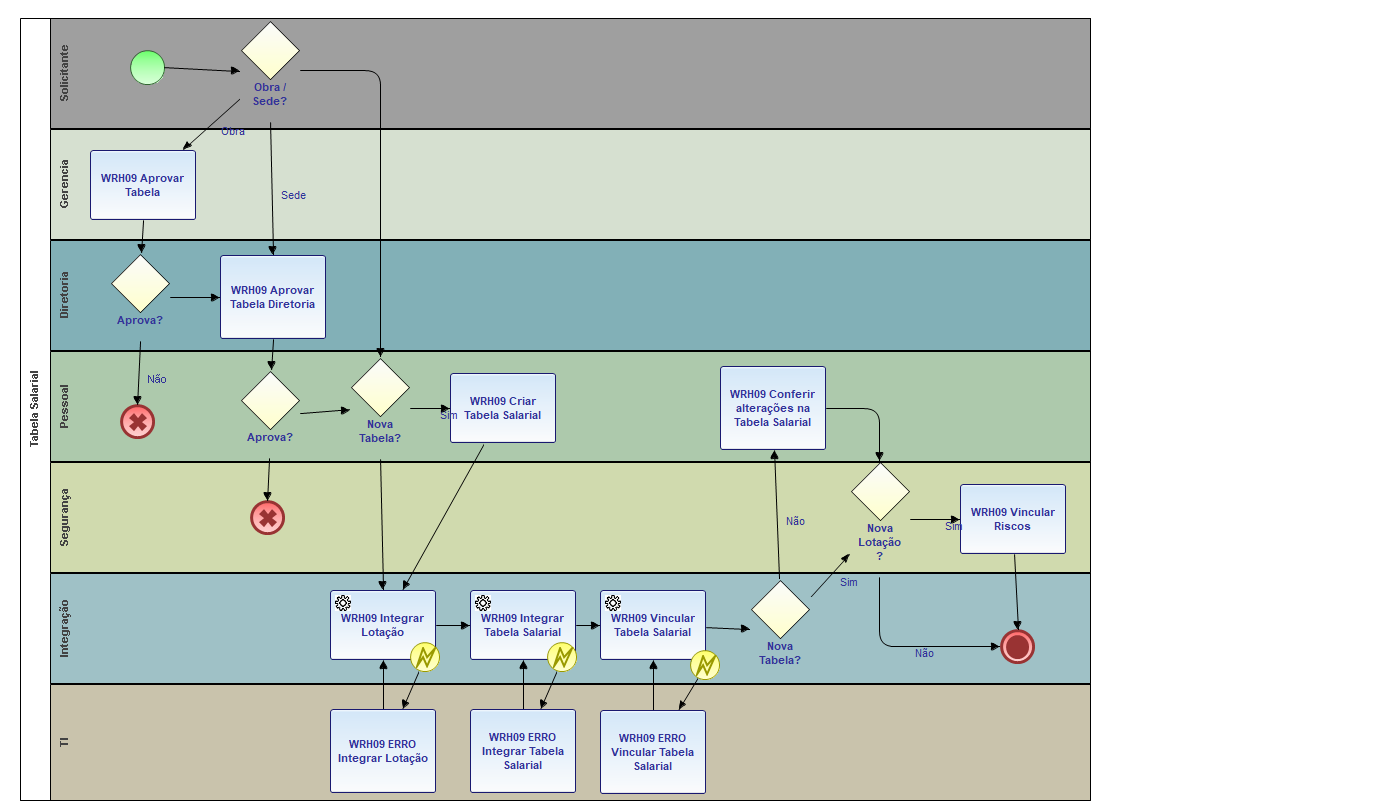 Tabela Salarial
Solicitante
Obra /
Sede?
Obra
Gerencia
WRH09 Aprovar
Tabela
Sede
Diretoria
Aprova?
WRH09 Aprovar
Tabela Diretoria
Pessoal
Não
Aprova?
Nova
Tabela?
Sim
WRH09 Criar
Tabela Salarial
WRH09 Conferir
alterações na
Tabela Salarial
Segurança
Não
Nova
Lotação
?
Sim
WRH09 Vincular
Riscos
Integração
WRH09 Integrar
Lotação
WRH09 Integrar
Tabela Salarial
WRH09 Vincular
Tabela Salarial
Nova
Tabela?
Sim
Não
TI
WRH09 ERRO
Integrar Lotação
WRH09 ERRO
Integrar Tabela
Salarial
WRH09 ERRO
Vincular Tabela
Salarial